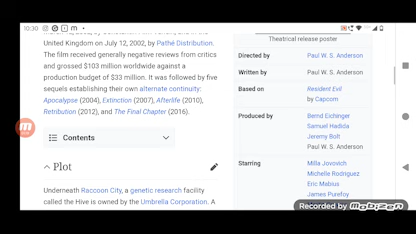 10:30
United Kingdom on July 12, 2002, by Pathé Distribution.
The film received generally negative reviews from critics
and grossed $103 million worldwide against a
production budget of $33 million. It was followed by five
sequels establishing their own alternate continuity:
Apocalypse (2004), Extinction (2007), Afterlife (2010),
Retribution (2012), and The Final Chapter (2016).
Contents
Plot
Underneath Raccoon City, a genetic research facility
called the Hive is owned by the Umbrella Corporation. A
Theatrical release poster
Directed by Paul W. S. Anderson
Written by Paul W. S. Anderson
Based on Resident Evil
by Capcom
Produced by Bernd Eichinger
Samuel Hadida
Jeremy Bolt
Paul W. S. Anderson
Starring Milla Jovovich
Michelle Rodriguez
Eric Mabius
James Purefoy
Recorded by Mobizen